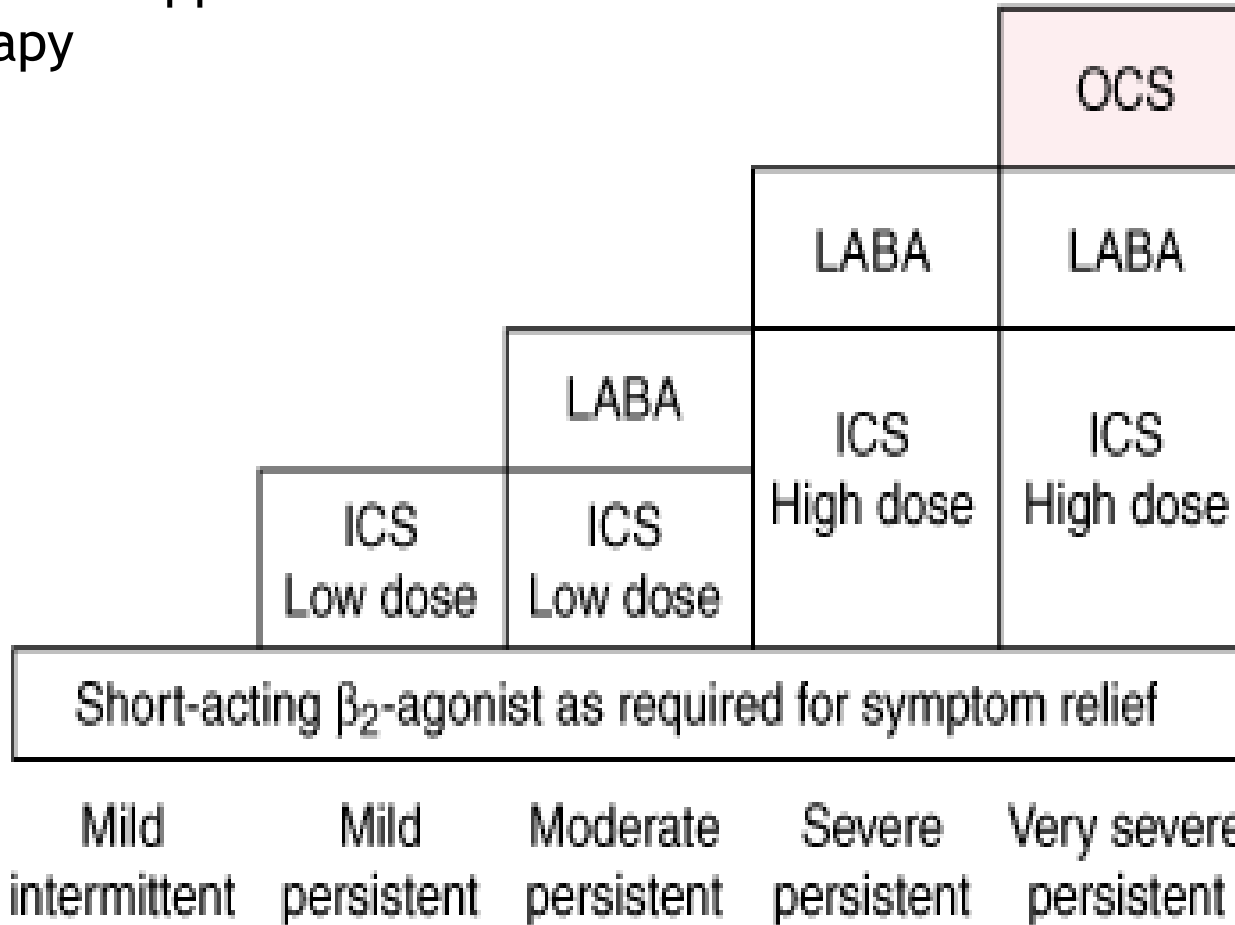 apy
OCS
LABA
LABA
LABA
ICS
High dose
ICS
High dose
ICS
Low dose
ICS
Low dose
Short-acting β₂-agonist as required for symptom relief
Mild
intermittent
Mild
persistent
Moderate
persistent
Severe
persistent
Very severe
persistent